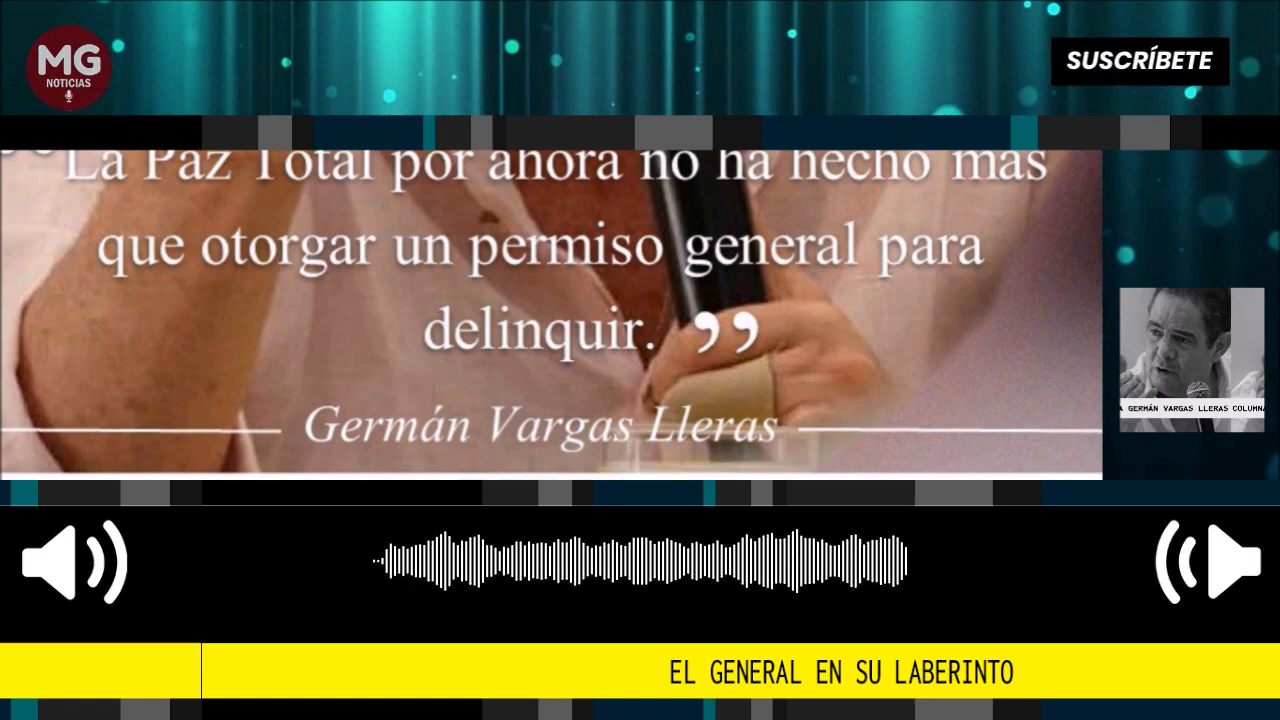 MG
NOTICIAS
SUSCRÍBETE
La Paz Total por ahora no ha hecho más
que otorgar un permiso general para
delinquir. ”
Germán Vargas Lleras
A GERMÁN VARGAS LLERAS COLUMNA
EL GENERAL EN SU LABERINTO